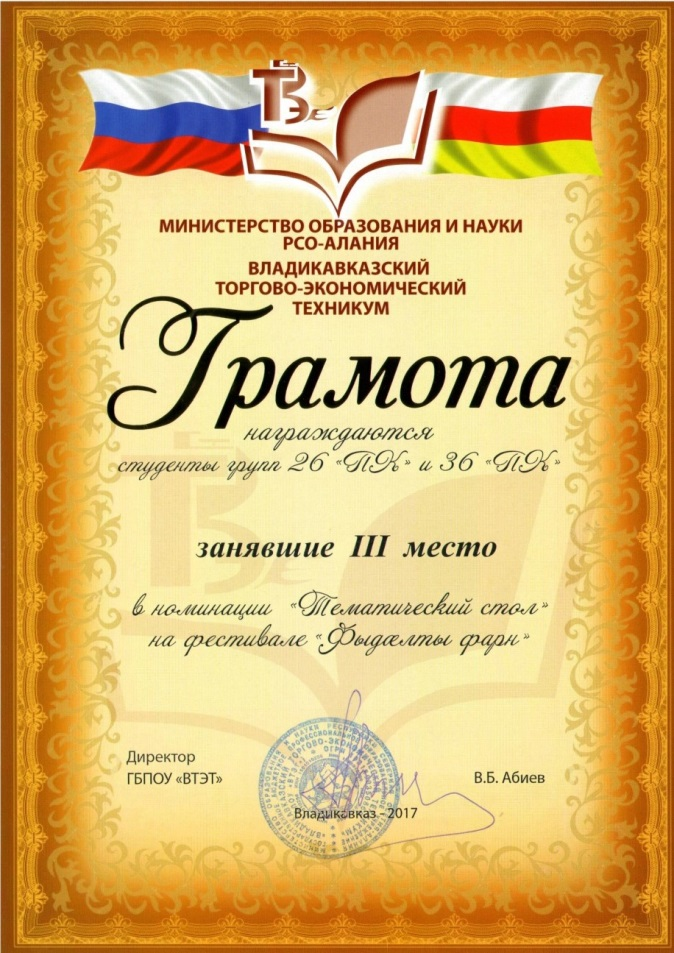 ТЭ
МИНИСТЕРСТВО ОБРАЗОВАНИЯ И НАУКИ
РСО-АЛАНИЯ
ВЛАДИКАВКАЗСКИЙ
ТОРГОВО-ЭКОНОМИЧЕСКИЙ
ТЕХНИКУМ
Грамота
награждаются
студенты групп 26 «ПК» и 36 «ПК»
занявшие III место
в номинации «Тематический стол»
на фестивале «Фыдӕлты фарн»
Директор
ГБПОУ «ВТЭТ»
В.Б. Абиев
Владикавказ - 2017